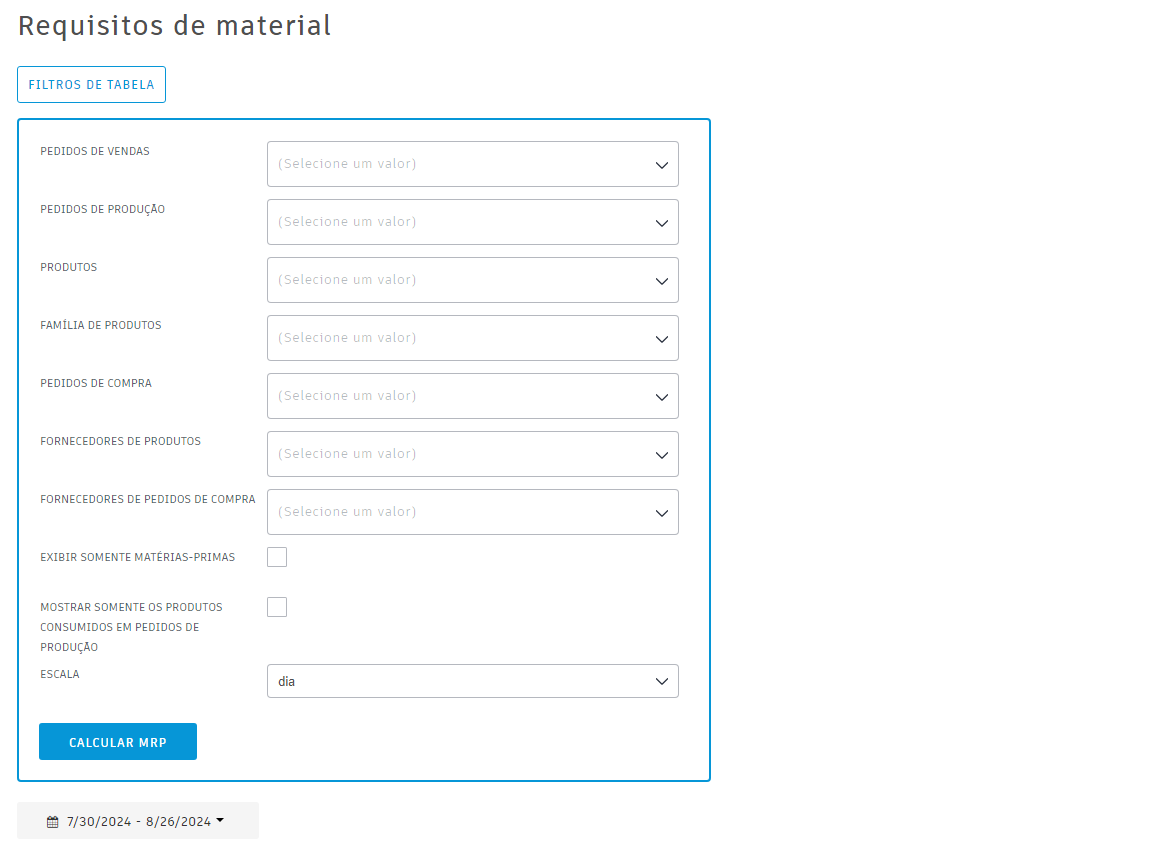 Requisitos de material
FILTROS DE TABELA
PEDIDOS DE VENDAS
(Selecione um valor)
PEDIDOS DE PRODUÇÃO
(Selecione um valor)
PRODUTOS
(Selecione um valor)
FAMÍLIA DE PRODUTOS
(Selecione um valor)
PEDIDOS DE COMPRA
(Selecione um valor)
FORNECEDORES DE PRODUTOS
(Selecione um valor)
FORNECEDORES DE PEDIDOS DE COMPRA
(Selecione um valor)
EXIBIR SOMENTE MATÉRIAS-PRIMAS
MOSTRAR SOMENTE OS PRODUTOS
CONSUMIDOS EM PEDIDOS DE
PRODUÇÃO
ESCALA
dia
CALCULAR MRP
7/30/2024 - 8/26/2024